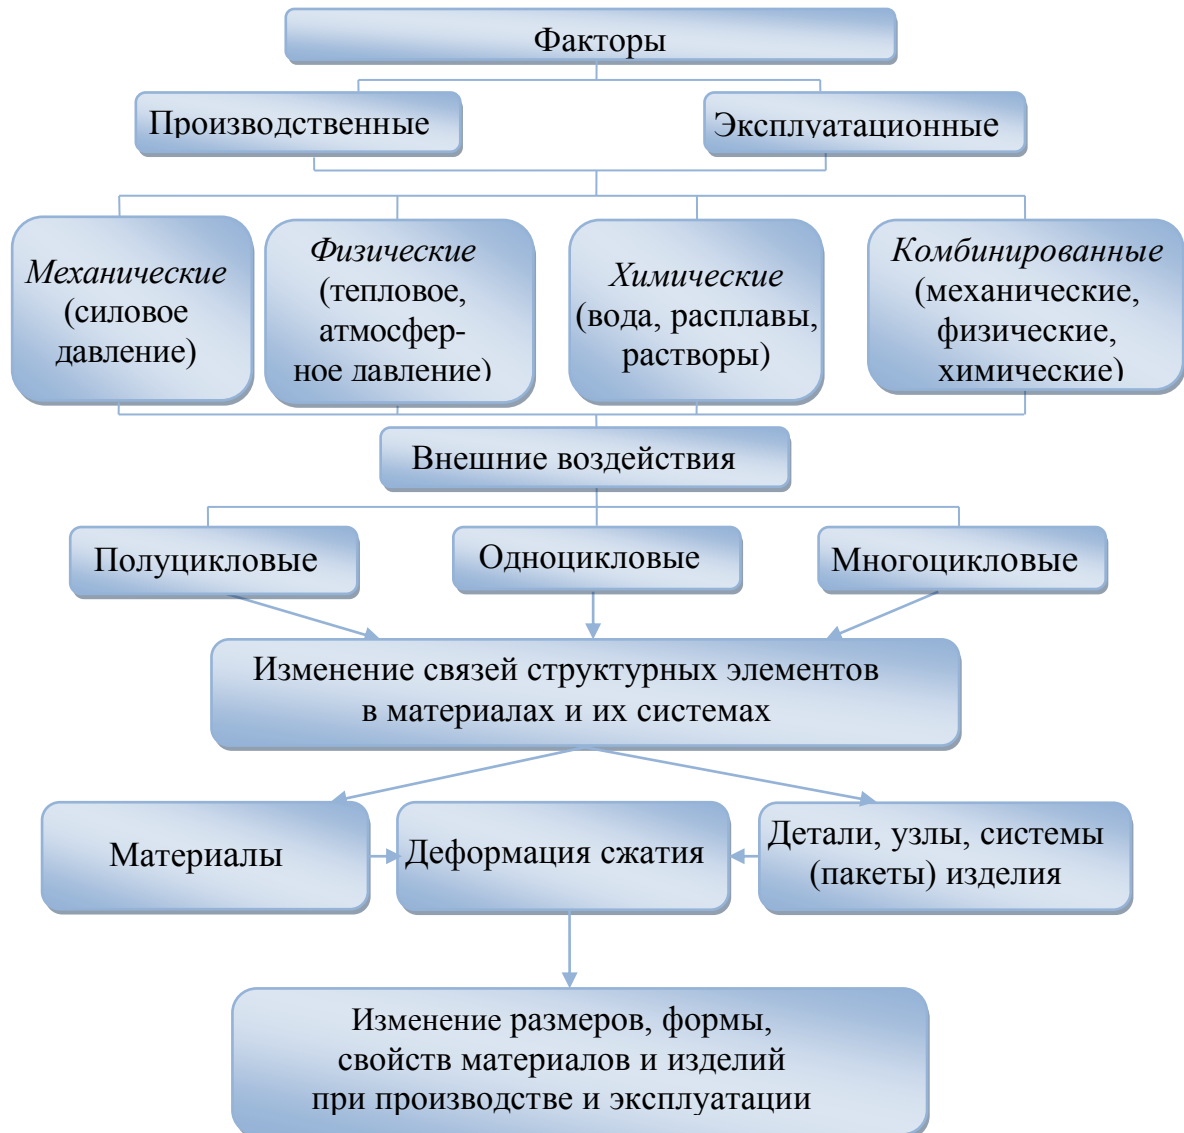 Факторы
Производственные
Эксплуатационные
Механические
(силовое
давление)
Физические
(тепловое,
атмосфер-
ное давление)
Химические
(вода, расплавы,
растворы)
Комбинированные
(механические,
физические,
химические)
Внешние воздействия
Полуцикловые
Одноцикловые
Многоцикловые
Изменение связей структурных элементов
в материалах и их системах
Материалы
Деформация сжатия
Детали, узлы, системы
(пакеты) изделия
Изменение размеров, формы,
свойств материалов и изделий
при производстве и эксплуатации